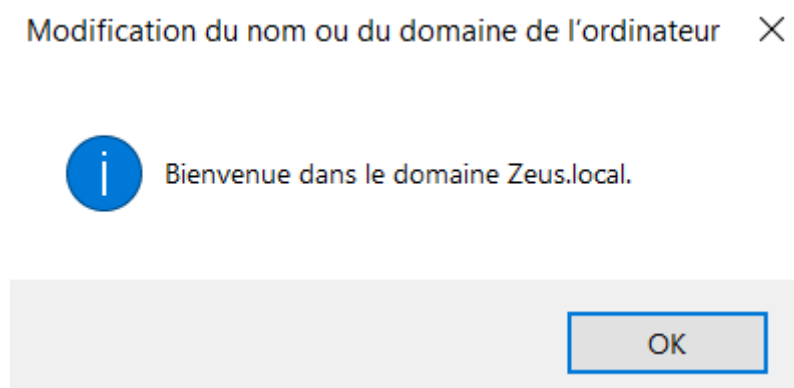 Modification du nom ou du domaine de l’ordinateur
Bienvenue dans le domaine Zeus.local.
OK